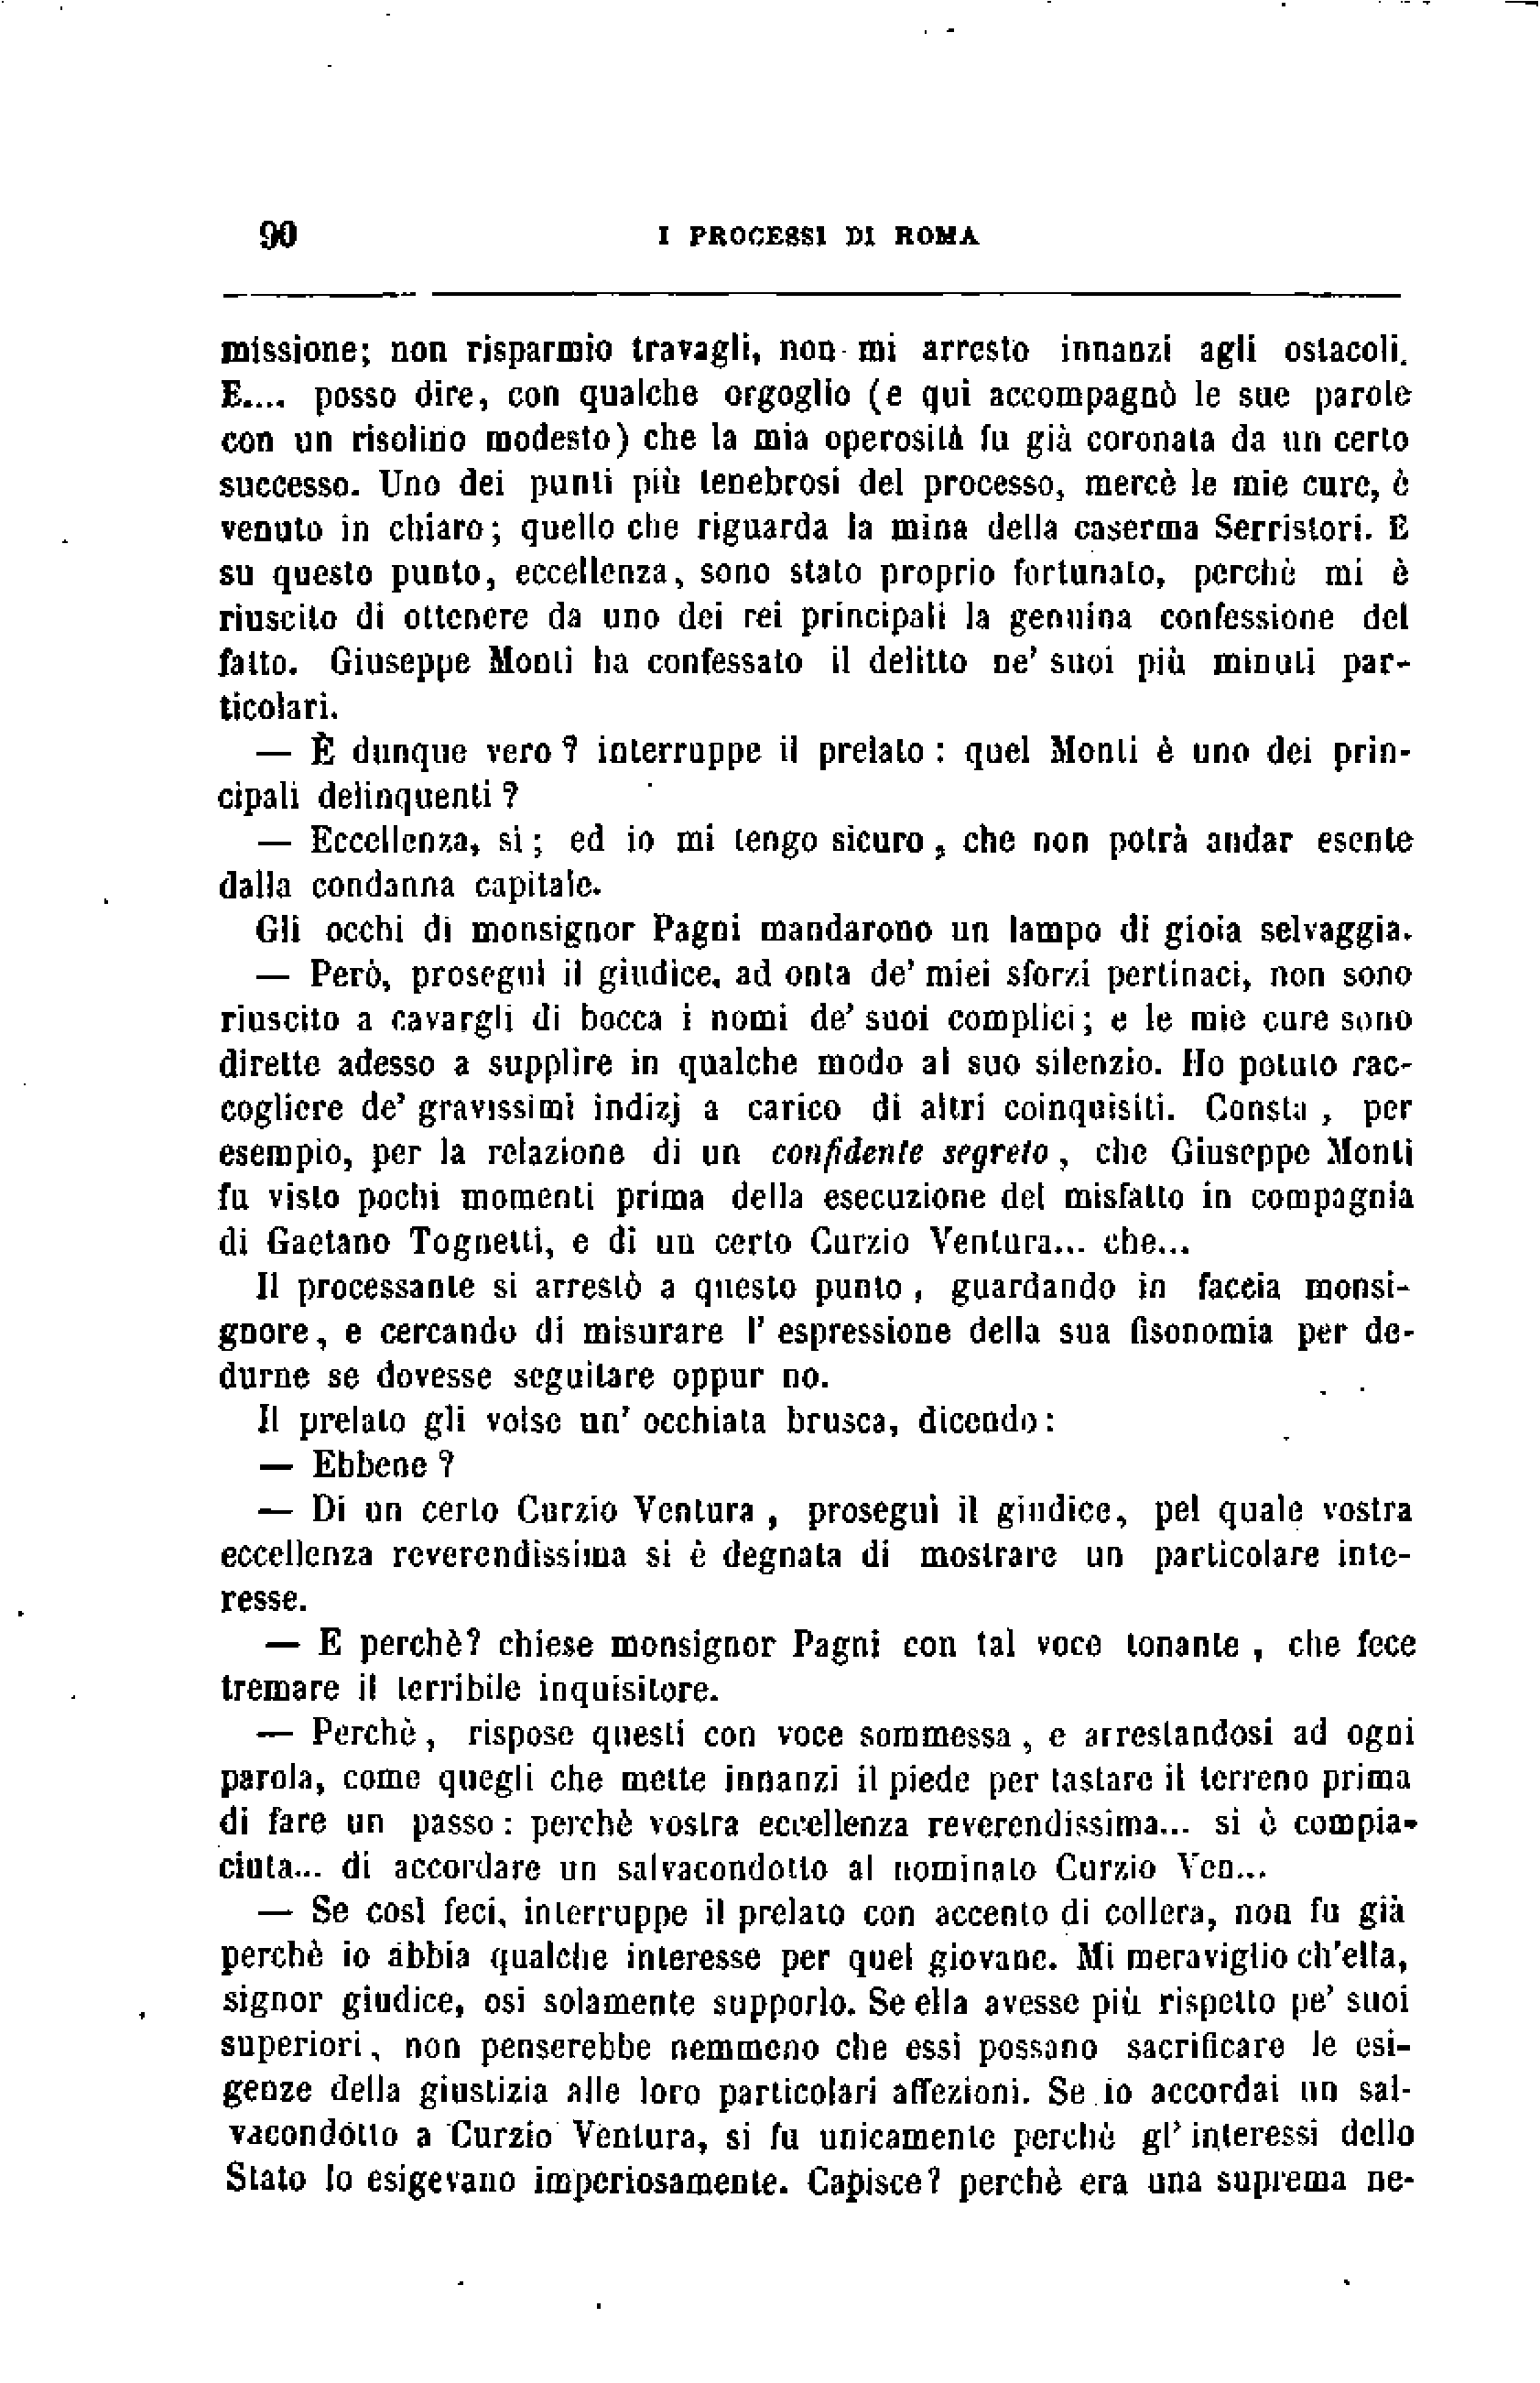 90
I PROCESSI DI ROMA
missione; non risparmio travagli, non mi arresto innanzi agli ostacoli.
E.... posso dire, con qualche orgoglio (e qui accompagnò le sue parole
con un risolino modesto) che la mia operosità fu già coronata da un certo
successo. Uno dei punti più tenebrosi del processo, mercè le mie cure, è
venuto in chiaro; quello che riguarda la mina della caserma Serristori. E
su questo punto, eccellenza, sono stato proprio fortunato, perchè mi è
riuscito di ottenere da uno dei rei principali la genuina confessione del
fatto. Giuseppe Monti ha confessato il delitto ne' suoi più minuti par-
ticolari.
— È dunque vero? interruppe il prelato: quel Monti è uno dei prin-
cipali delinquenti?
— Eccellenza, sì; ed io mi tengo sicuro, che non potrà andar esente
dalla condanna capitale.
Gli occhi di monsignor Pagni mandarono un lampo di gioia selvaggia.
— Però, proseguì il giudice, ad onta de' miei sforzi pertinaci, non sono
riuscito a cavargli di bocca i nomi de' suoi complici; e le mie cure sono
dirette adesso a supplire in qualche modo al suo silenzio. Ho potuto rac-
cogliere de' gravissimi indizj a carico di altri coinquisiti. Consta, per
esempio, per la relazione di un confidente segreto, che Giuseppe Monti
fu visto pochi momenti prima della esecuzione del misfatto in compagnia
di Gaetano Tognetti, e di un certo Curzio Ventura... che...
Il processante si arrestò a questo punto, guardando in faccia monsi-
gnore, e cercando di misurare l'espressione della sua fisonomia per de-
durne se dovesse seguitare oppur no.
Il prelato gli volse un' occhiata brusca, dicendo:
— Ebbene?
— Di un certo Curzio Ventura, proseguì il giudice, pel quale vostra
eccellenza reverendissima si è degnata di mostrare un particolare inte-
resse.
— E perchè? chiese monsignor Pagni con tal voce tonante, che fece
tremare il terribile inquisitore.
— Perchè, rispose questi con voce sommessa, e arrestandosi ad ogni
parola, come quegli che mette innanzi il piede per tastare il terreno prima
di fare un passo: perchè vostra eccellenza reverendissima... si è compia-
ciuta... di accordare un salvacondotto al nominato Curzio Ven...
— Se così feci, interruppe il prelato con accento di collera, non fu già
perchè io abbia qualche interesse per quel giovane. Mi meraviglio ch'ella,
signor giudice, osi solamente supporlo. Se ella avesse più rispetto pe' suoi
superiori, non penserebbe nemmeno che essi possano sacrificare le esi-
genze della giustizia alle loro particolari affezioni. Se io accordai un sal-
vacondotto a Curzio Ventura, si fu unicamente perchè gl'interessi dello
Stato lo esigevano imperiosamente. Capisce? perchè era una suprema ne-